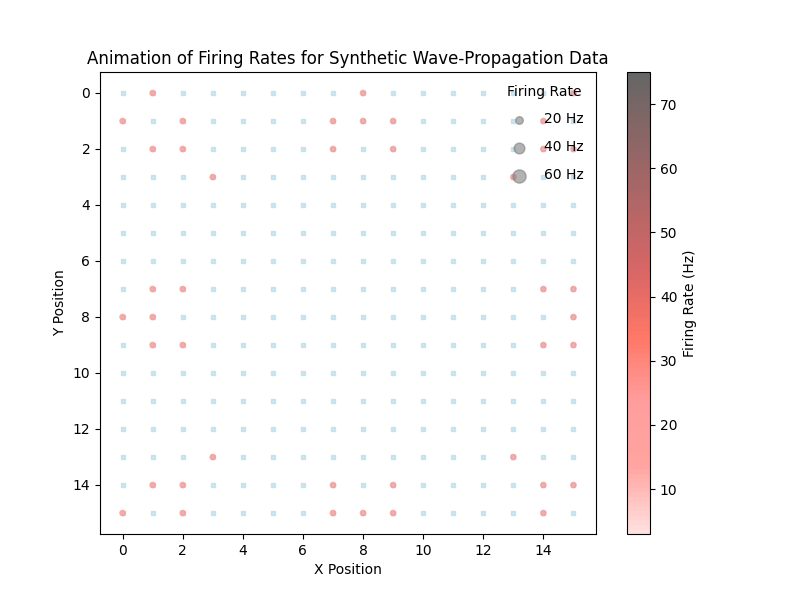 Animation of Firing Rates for Synthetic Wave-Propagation Data
Firing Rate
20 Hz
40 Hz
60 Hz
0
2
4
6
8
10
12
14
Y Position
0
2
4
6
8
10
12
14
X Position
70
60
50
40
30
20
10
Firing Rate (Hz)